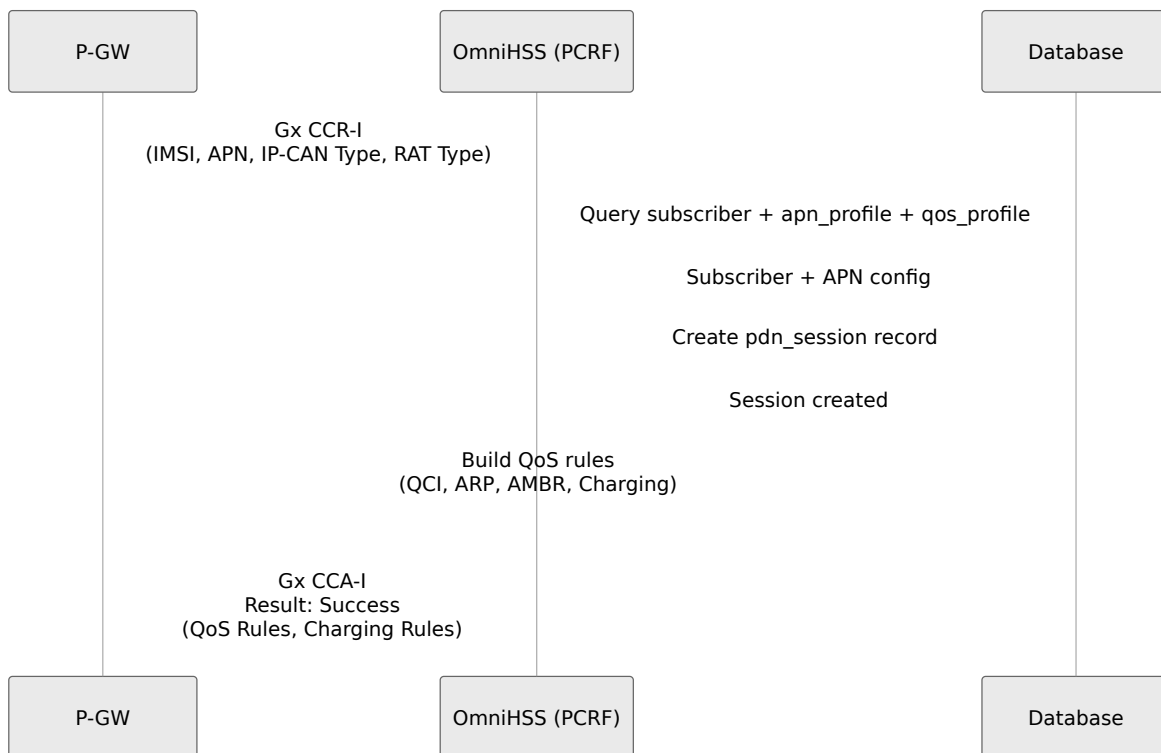 P-GW
OmniHSS (PCRF)
Database
Gx CCR-I
(IMSI, APN, IP-CAN Type, RAT Type)
Query subscriber + apn_profile + qos_profile
Subscriber + APN config
Create pdn_session record
Session created
Build QoS rules
(QCI, ARP, AMBR, Charging)
Gx CCA-I
Result: Success
(QoS Rules, Charging Rules)
P-GW
OmniHSS (PCRF)
Database